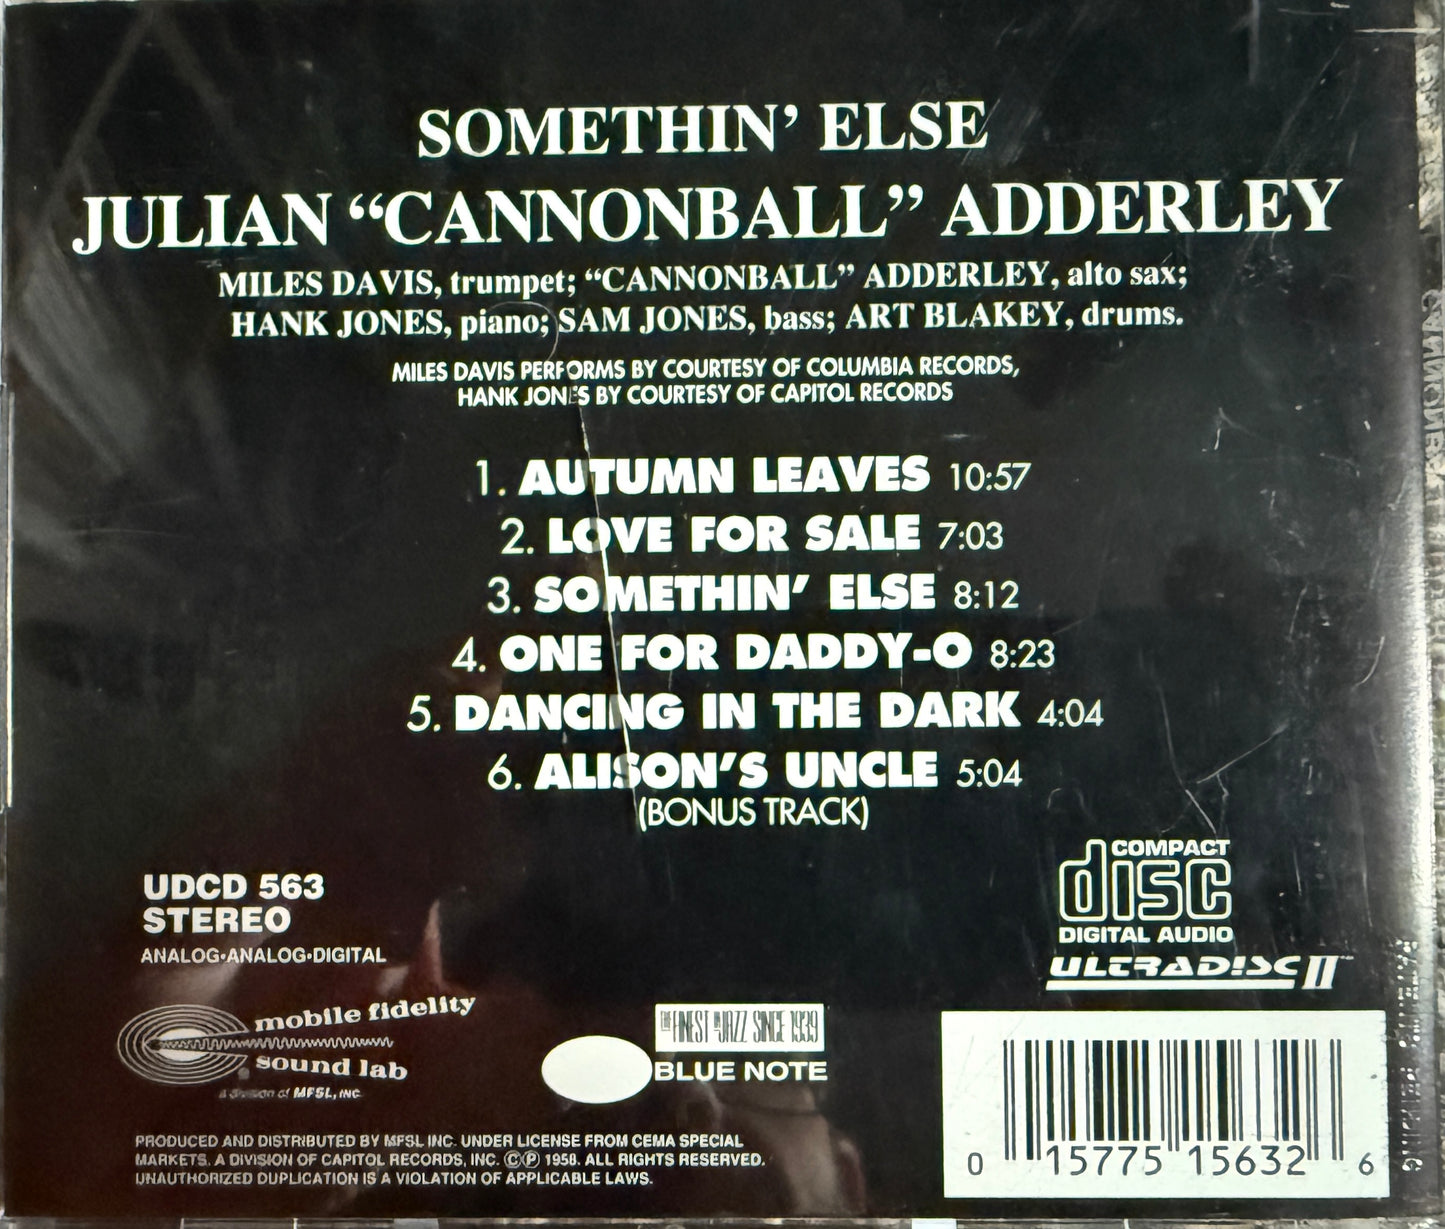 SOMETHIN' ELSE
JULIAN “CANNONBALL” ADDERLEY
MILES DAVIS, trumpet; “CANNONBALL” ADDERLEY, alto sax;
HANK JONES, piano; SAM JONES, bass; ART BLAKEY, drums.
MILES DAVIS PERFORMS BY COURTESY OF COLUMBIA RECORDS,
HANK JONES BY COURTESY OF CAPITOL RECORDS
1. AUTUMN LEAVES 10:57
2. LOVE FOR SALE 7:03
3. SOMETHIN' ELSE 8:12
4. ONE FOR DADDY-O 8:23
5. DANCING IN THE DARK 4:04
6. ALISON'S UNCLE 5:04
(BONUS TRACK)
UDCD 563
STEREO
ANALOG•ANALOG•DIGITAL
COMPACT
disc
DIGITAL AUDIO
ULTRADISC II™
mobile fidelity
sound lab
a division of MFSL, INC.
THE FINEST IN JAZZ SINCE 1939
BLUE NOTE
PRODUCED AND DISTRIBUTED BY MFSL INC. UNDER LICENSE FROM CEMA SPECIAL
MARKETS, A DIVISION OF CAPITOL RECORDS, INC. ©℗ 1958. ALL RIGHTS RESERVED.
UNAUTHORIZED DUPLICATION IS A VIOLATION OF APPLICABLE LAWS.
0 15775 15632 6